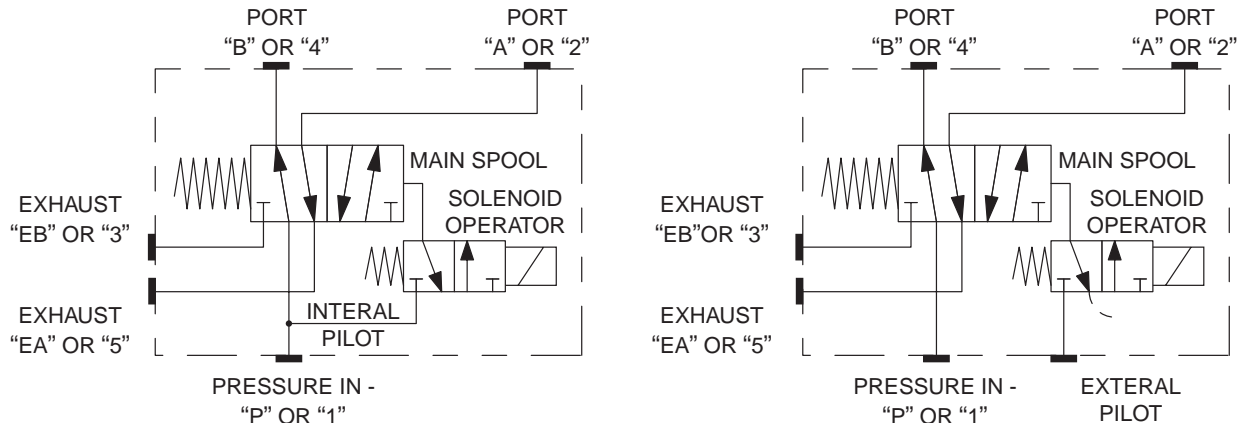 PORT
“B” OR “4”
PORT
“A” OR “2”
MAIN SPOOL
SOLENOID
OPERATOR
EXHAUST
“EB” OR “3”
EXHAUST
“EA” OR “5”
INTERAL
PILOT
PRESSURE IN -
“P” OR “1”
PORT
“B” OR “4”
PORT
“A” OR “2”
MAIN SPOOL
SOLENOID
OPERATOR
EXHAUST
“EB”OR “3”
EXHAUST
“EA” OR “5”
PRESSURE IN -
“P” OR “1”
EXTERAL
PILOT